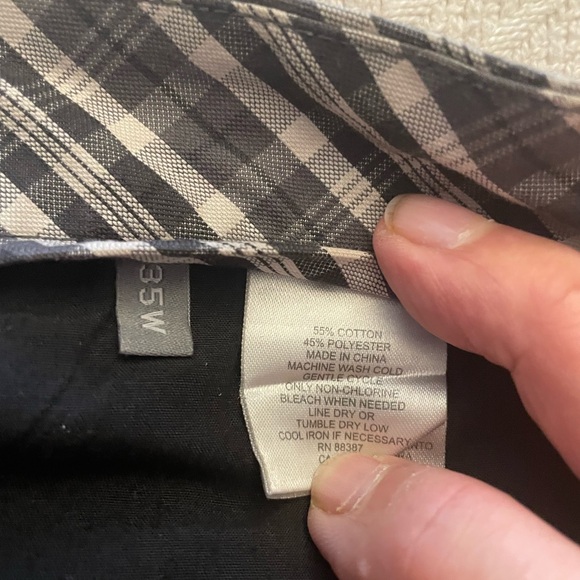 35W
55% COTTON
45% POLYESTER
MADE IN CHINA
MACHINE WASH COLD
GENTLE CYCLE
ONLY NON-CHLORINE
BLEACH WHEN NEEDED
LINE DRY OR
TUMBLE DRY LOW
COOL IRON IF NECESSARY
RN 88387